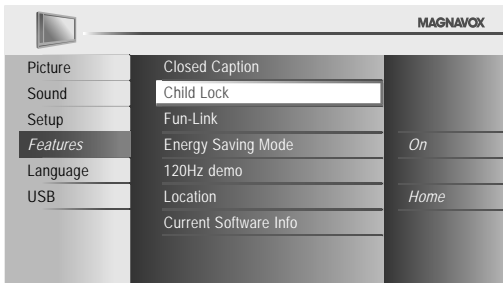 MAGNAVOX
Picture
Sound
Setup
Features
Language
USB
Closed Caption
Child Lock
Fun-Link
Energy Saving Mode On
120Hz demo
Location Home
Current Software Info